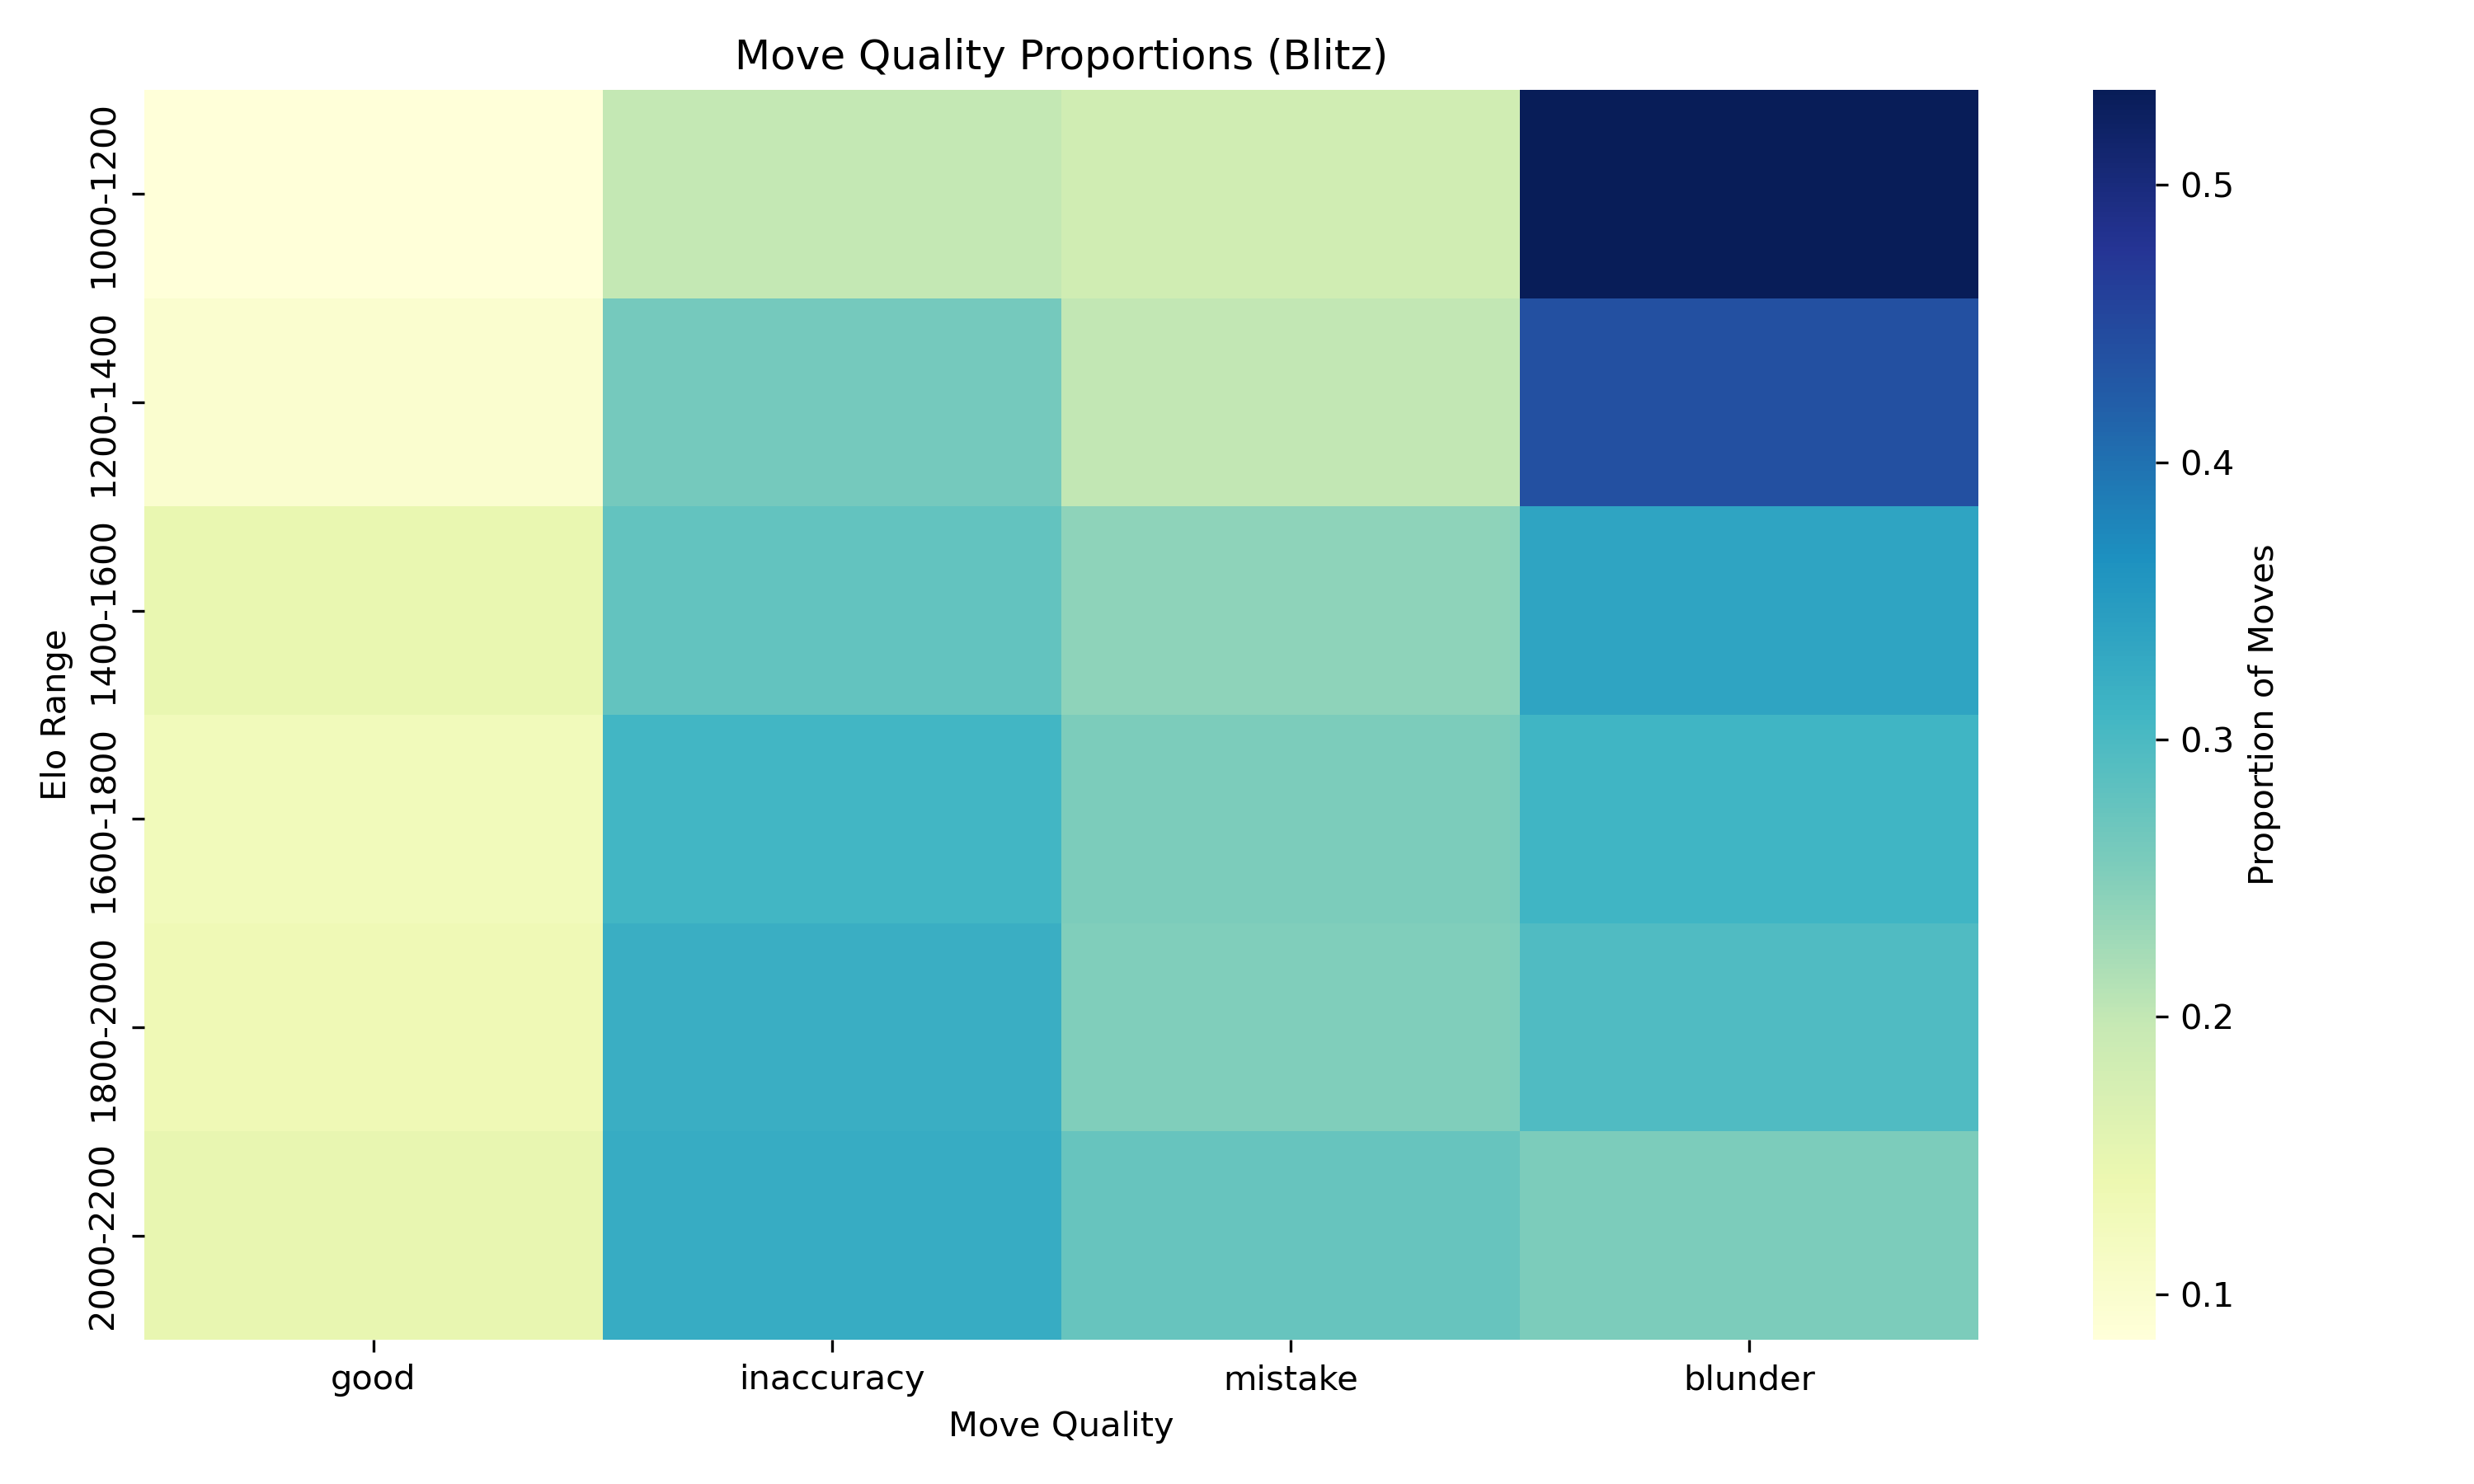 Move Quality Proportions (Blitz)
Elo Range
1000-1200
1200-1400
1400-1600
1600-1800
1800-2000
2000-2200
good
inaccuracy
mistake
blunder
Move Quality
0.5
0.4
0.3
0.2
0.1
Proportion of Moves